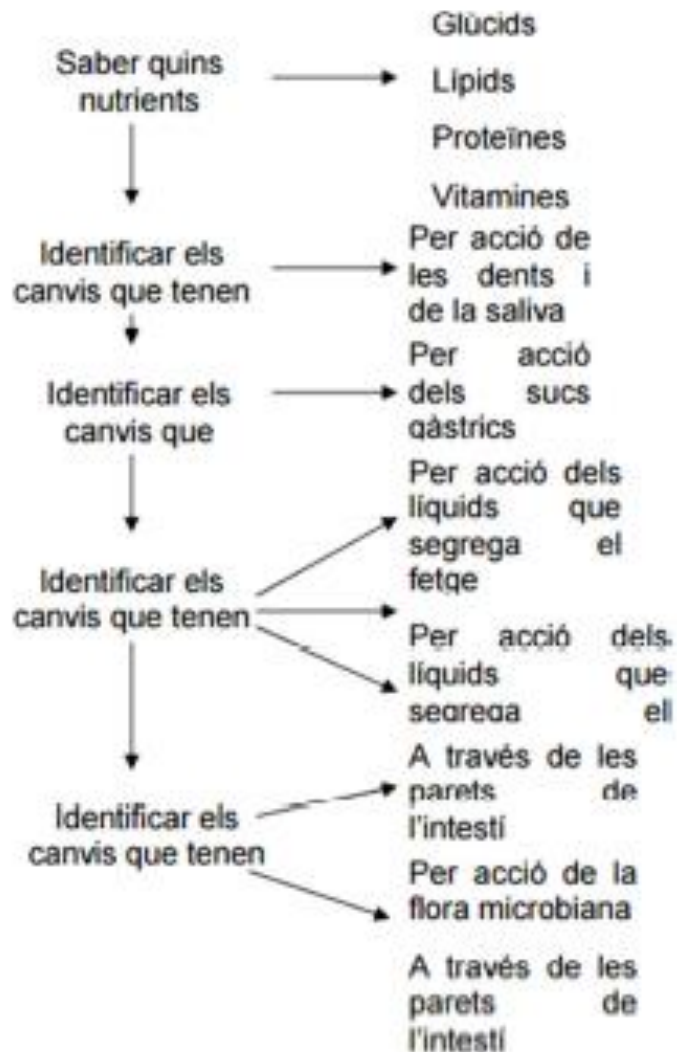 Saber quins
nutrients
Glúcids
Lípids
Proteïnes
Vitamines
Identificar els
canvis que tenen
Per acció de
les dents i
de la saliva
Identificar els
canvis que
Per acció
dels sucs
gàstrics
Identificar els
canvis que tenen
Per acció dels
líquids que
segrega el
fetge
Per acció dels
líquids que
segrega el
Identificar els
canvis que tenen
A través de les
parets de
l'intestí
Per acció de la
flora microbiana
A través de les
parets de
l'intestí